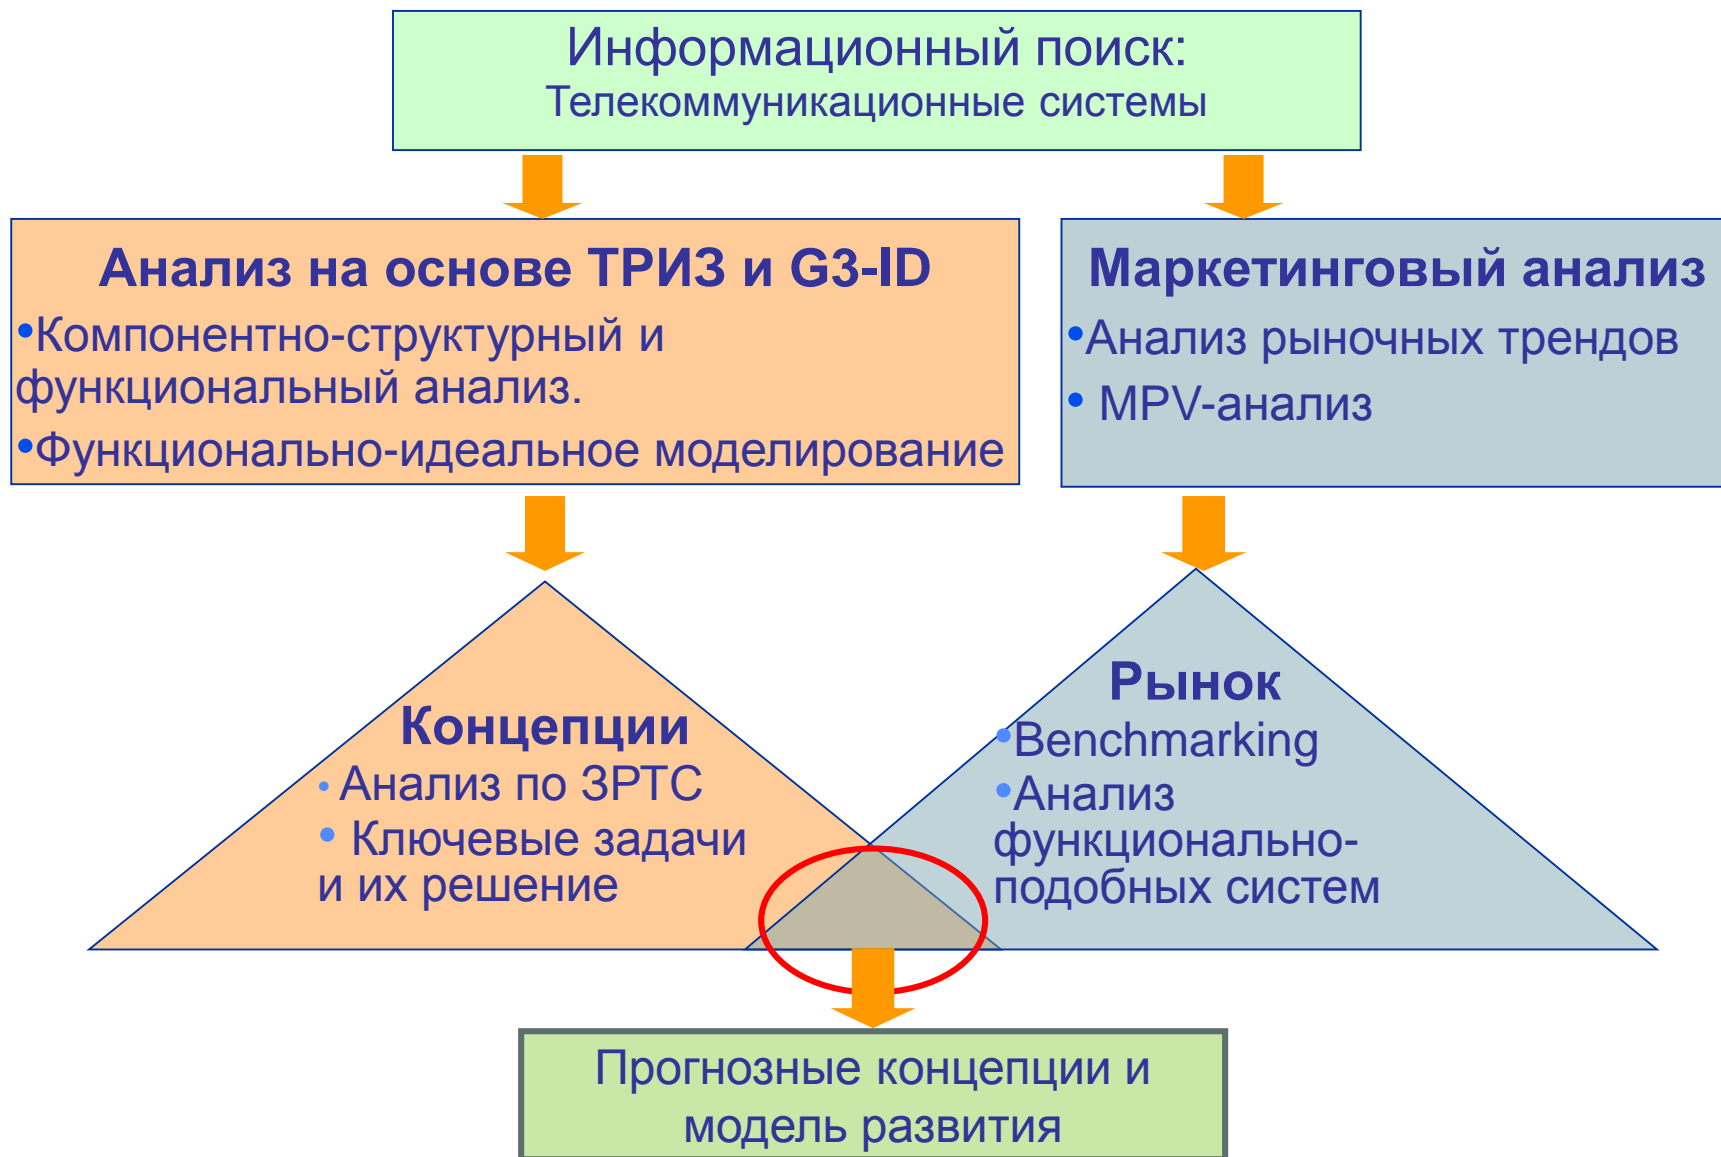 Информационный поиск:
Телекоммуникационные системы
Анализ на основе ТРИЗ и G3-ID
•Компонентно-структурный и
функциональный анализ.
•Функционально-идеальное моделирование
Маркетинговый анализ
•Анализ рыночных трендов
• MPV-анализ
Концепции
• Анализ по ЗРТС
• Ключевые задачи
и их решение
Рынок
•Benchmarking
•Анализ
функционально-
подобных систем
Прогнозные концепции и
модель развития